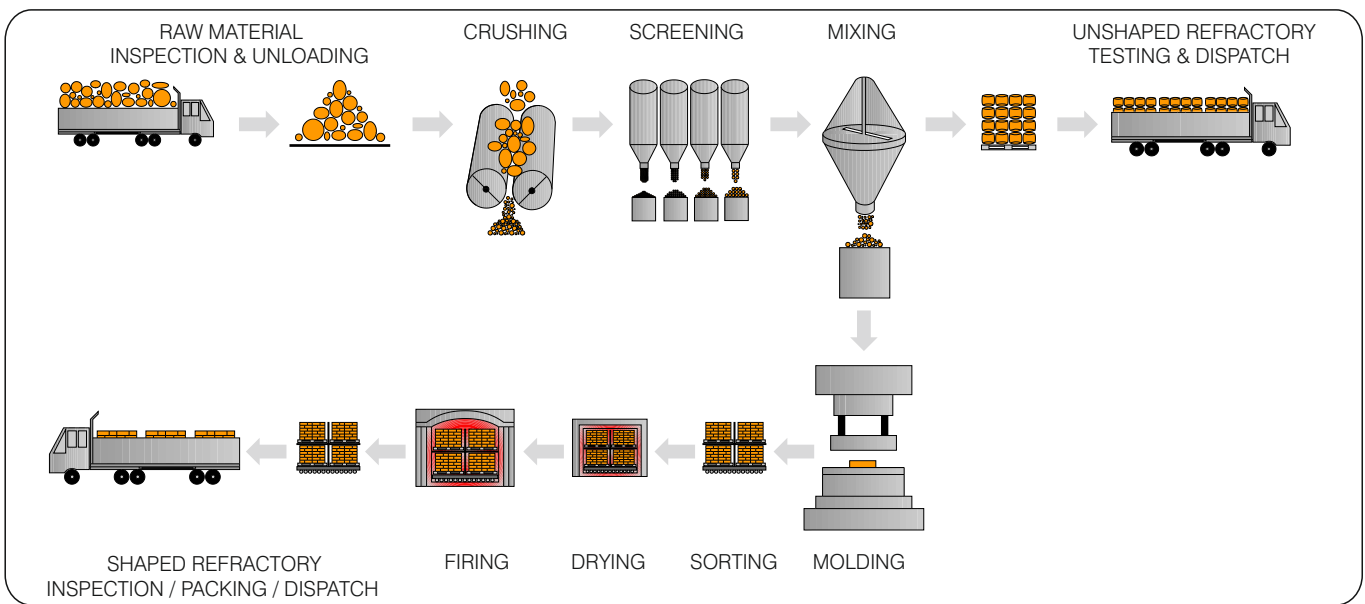 RAW MATERIAL
INSPECTION & UNLOADING
CRUSHING
SCREENING
MIXING
UNSHAPED REFRACTORY
TESTING & DISPATCH
SHAPED REFRACTORY
INSPECTION / PACKING / DISPATCH
FIRING
DRYING
SORTING
MOLDING